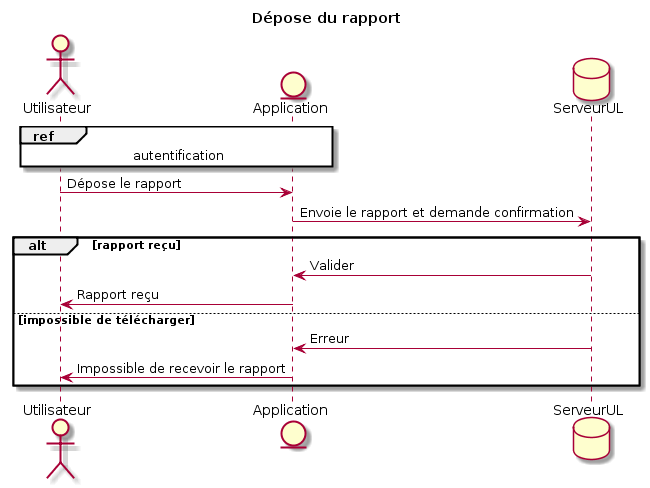 Dépose du rapport
Utilisateur
Application
ServeurUL
ref
autentification
Dépose le rapport
Envoie le rapport et demande confirmation
alt [rapport reçu]
Valider
Rapport reçu
[impossible de télécharger]
Erreur
Impossible de recevoir le rapport
Utilisateur
Application
ServeurUL